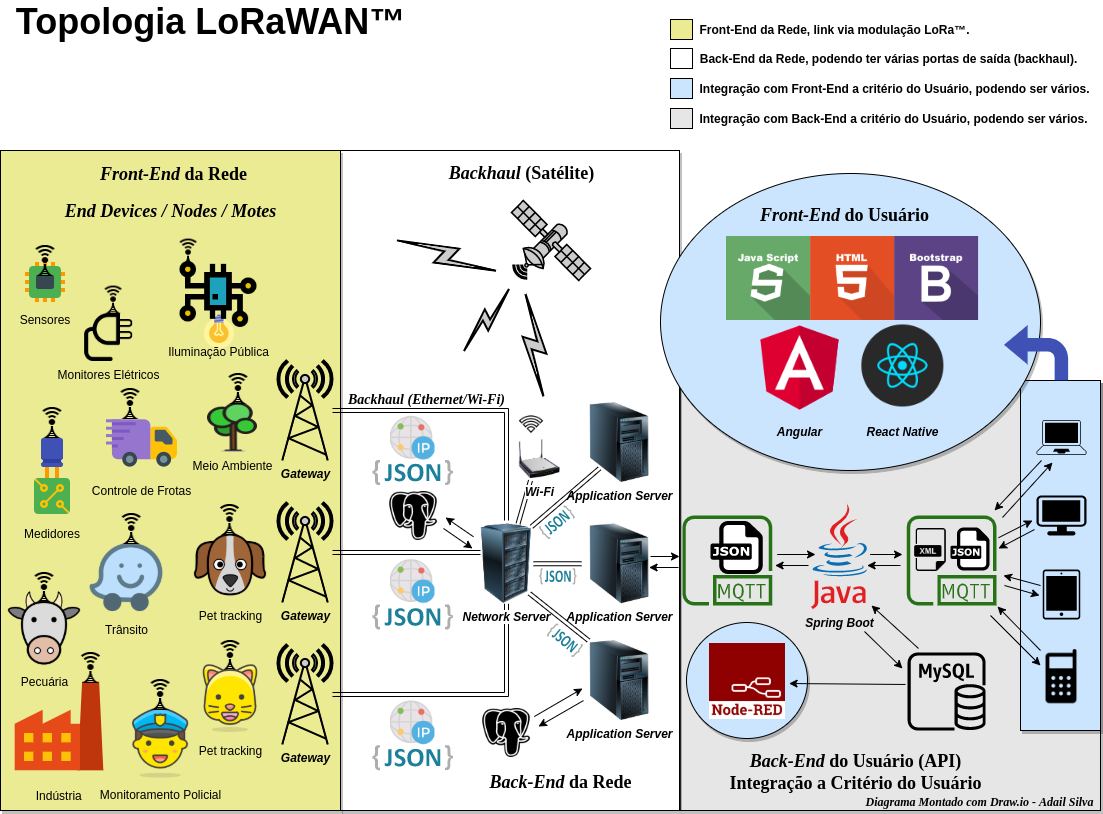 Topologia LoRaWAN™
Front-End da Rede, link via modulação LoRa™.
Back-End da Rede, podendo ter várias portas de saída (backhaul).
Integração com Front-End a critério do Usuário, podendo ser vários.
Integração com Back-End a critério do Usuário, podendo ser vários.
Front-End da Rede
End Devices / Nodes / Motes
Sensores
Iluminação Pública
Monitores Elétricos
Meio Ambiente
Controle de Frotas
Medidores
Trânsito
Pet tracking
Pecuária
Pet tracking
Indústria
Monitoramento Policial
Gateway
Gateway
Gateway
Backhaul (Satélite)
Backhaul (Ethernet/Wi-Fi)
IP
{JSON}
Wi-Fi
Application Server
{JSON}
Network Server
{JSON}
Application Server
IP
{JSON}
{JSON}
Application Server
IP
{JSON}
Back-End da Rede
Front-End do Usuário
Java Script
HTML
Bootstrap
5
5
B
A
Angular
React Native
JSON
MQTT
Java
Spring Boot
XML
JSON
MQTT
MySQL
Node-RED
Back-End do Usuário (API)
Integração a Critério do Usuário
Diagrama Montado com Draw.io - Adail Silva